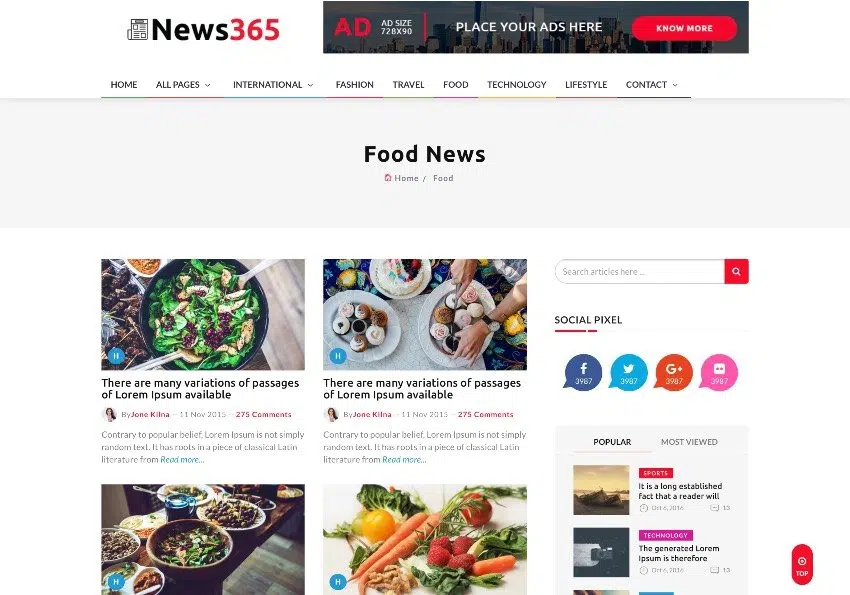 News365
AD
AD SIZE
728X90
PLACE YOUR ADS HERE
KNOW MORE
HOME
ALL PAGES
INTERNATIONAL
FASHION
TRAVEL
FOOD
TECHNOLOGY
LIFESTYLE
CONTACT
Food News
Home / Food
H
There are many variations of passages
of Lorem Ipsum available
ByJone Kilna — 11 Nov 2015 — 275 Comments
Contrary to popular belief, Lorem Ipsum is not simply
random text. It has roots in a piece of classical Latin
literature from Read more...
H
There are many variations of passages
of Lorem Ipsum available
ByJone Kilna — 11 Nov 2015 — 275 Comments
Contrary to popular belief, Lorem Ipsum is not simply
random text. It has roots in a piece of classical Latin
literature from Read more...
H
H
Search articles here ...
SOCIAL PIXEL
f
3987
3987
G+
3987
3987
POPULAR
MOST VIEWED
SPORTS
It is a long established
fact that a reader will
Oct 6,2016
13
TECHNOLOGY
The generated Lorem
Ipsum is therefore
Oct 6,2016
13
TOP